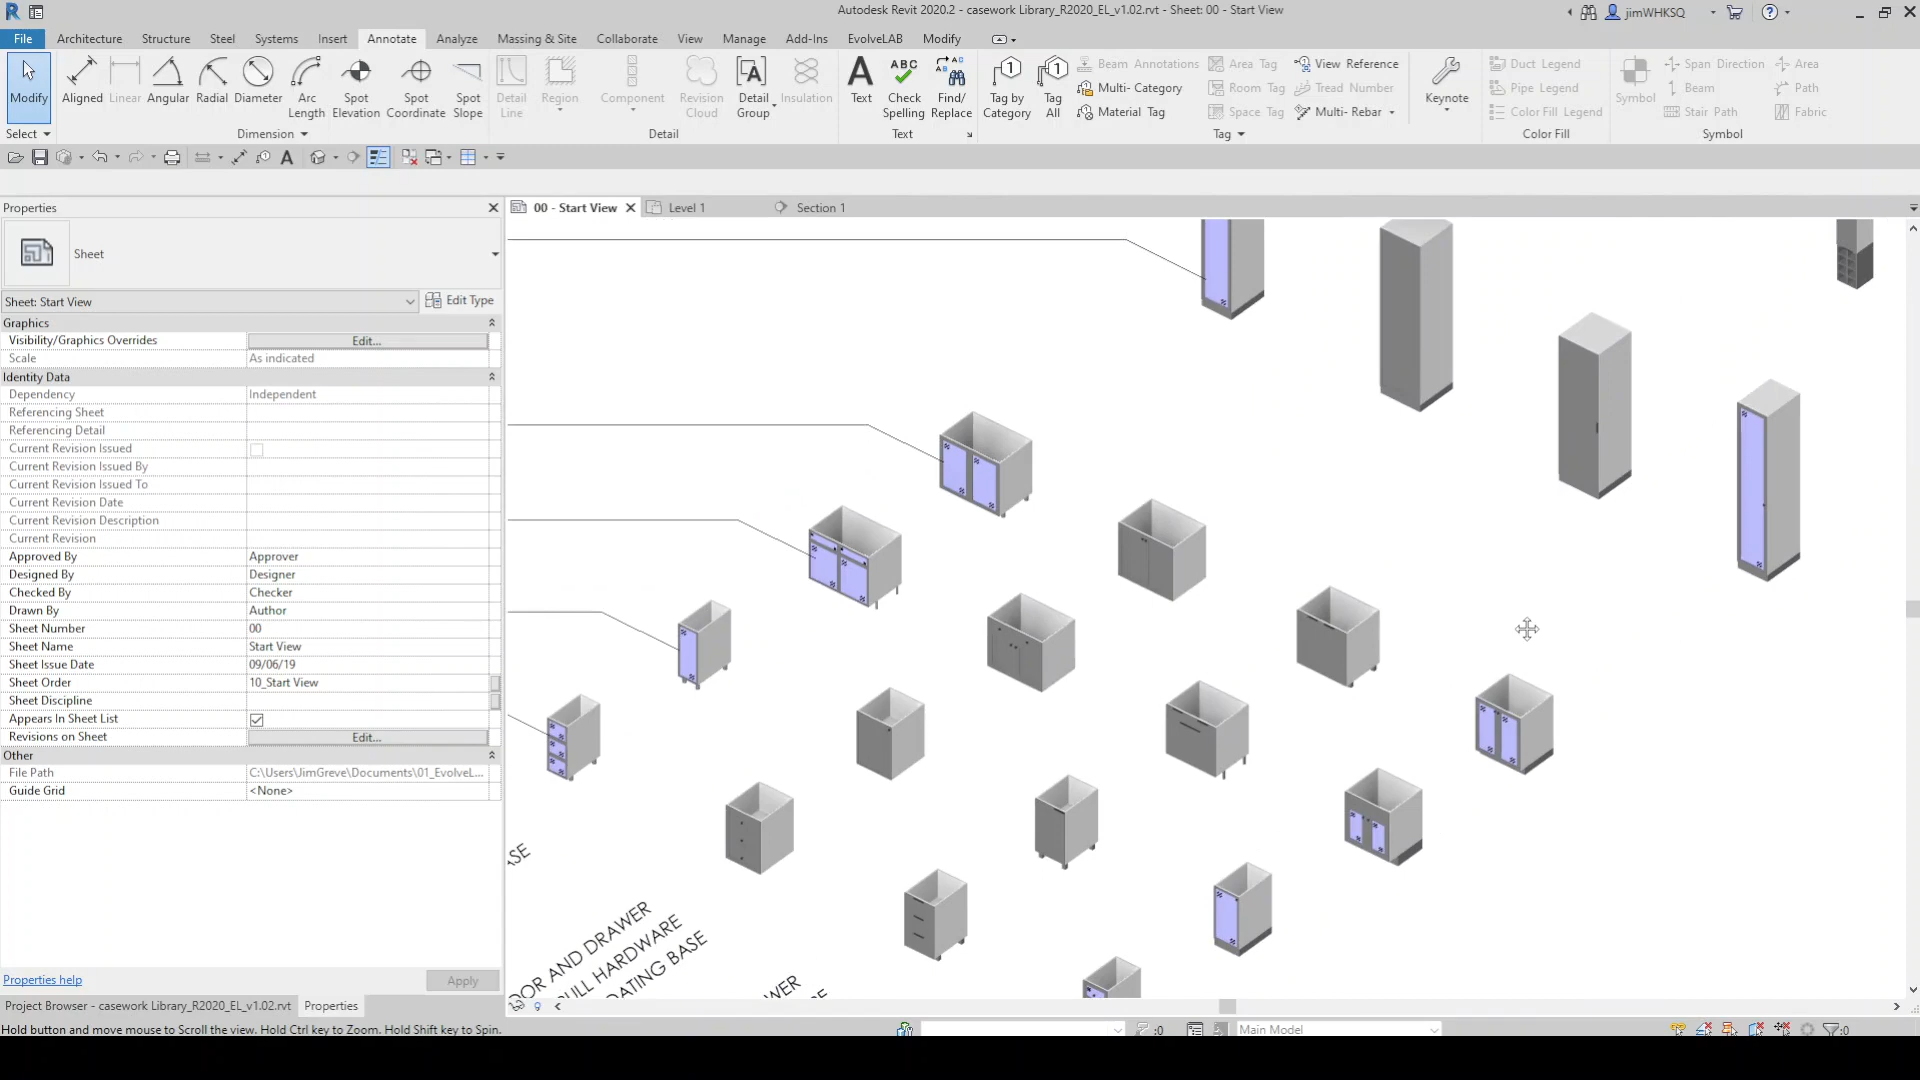 Autodesk Revit 2020.2 - casework Library_R2020_EL_v1.02.rvt - Sheet: 00 - Start View
jimWHKSQ
File Architecture Structure Steel Systems Insert Annotate Analyze Massing & Site Collaborate View Manage Add-Ins EvolveLAB Modify
Modify
Aligned
Linear
Angular
Radial
Diameter
Arc
Length
Spot
Elevation
Spot
Coordinate
Spot
Slope
Detail
Line
Region
Component
Revision
Cloud
Detail
Group
Insulation
Text
ABC
Check
Spelling
Find/
Replace
Tag by
Category
Tag
All
Beam Annotations
Multi- Category
Material Tag
Area Tag
Room Tag
Space Tag
View Reference
Tread Number
Multi- Rebar
Keynote
Duct Legend
Pipe Legend
Color Fill Legend
Symbol
Span Direction
Beam
Stair Path
Area
Path
Fabric
Select
Dimension
Detail
Text
Tag
Color Fill
Symbol
Properties
00 - Start View
Level 1
Section 1
Sheet
Sheet: Start View
Edit Type
Graphics
Visibility/Graphics Overrides Edit...
Scale As indicated
Identity Data
Dependency Independent
Referencing Sheet
Referencing Detail
Current Revision Issued
Current Revision Issued By
Current Revision Issued To
Current Revision Date
Current Revision Description
Current Revision
Approved By Approver
Designed By Designer
Checked By Checker
Drawn By Author
Sheet Number 00
Sheet Name Start View
Sheet Issue Date 09/06/19
Sheet Order 10_Start View
Sheet Discipline
Appears In Sheet List
Revisions on Sheet Edit...
Other
File Path C:\Users\JimGreve\Documents\01_EvolveL...
Guide Grid <None>
OOR AND DRAWER
ULL HARDWARE
ATING BASE
Properties help
Apply
Project Browser - casework Library_R2020_EL_v1.02.rvt
Properties
Hold button and move mouse to Scroll the view. Hold Ctrl key to Zoom. Hold Shift key to Spin.
:0
Main Model
:0